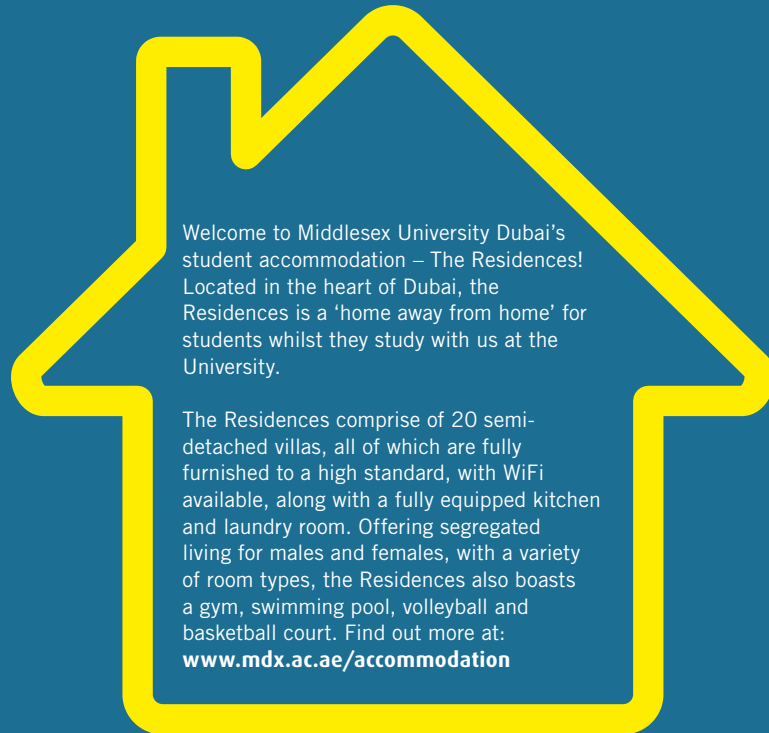 Welcome to Middlesex University Dubai’s
student accommodation – The Residences!
Located in the heart of Dubai, the
Residences is a ‘home away from home’ for
students whilst they study with us at the
University.
The Residences comprise of 20 semi-
detached villas, all of which are fully
furnished to a high standard, with WiFi
available, along with a fully equipped kitchen
and laundry room. Offering segregated
living for males and females, with a variety
of room types, the Residences also boasts
a gym, swimming pool, volleyball and
basketball court. Find out more at:
www.mdx.ac.ae/accommodation